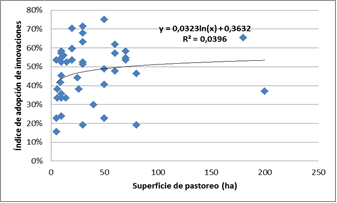 80%
70%
60%
50%
40%
30%
20%
10%
0%
Índice de adopción de innovaciones
y = 0,0323ln(x) + 0,3632
R² = 0,0396
0 50 100 150 200 250
Superficie de pastoreo (ha)